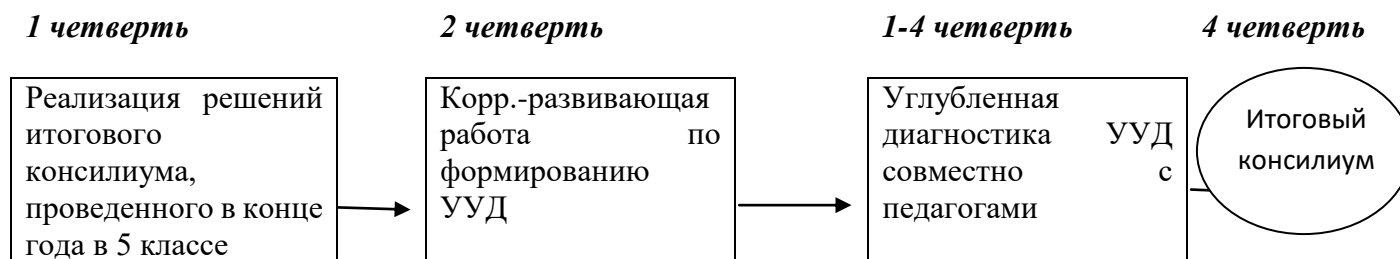 1 четверть
2 четверть
1-4 четверть
4 четверть
Реализация решений
итогового
консилиума,
проведенного в конце
года в 5 классе
Корр.-развивающая
работа по
формированию
УУД
Углубленная
диагностика УУД
совместно с
педагогами
Итоговый
консилиум